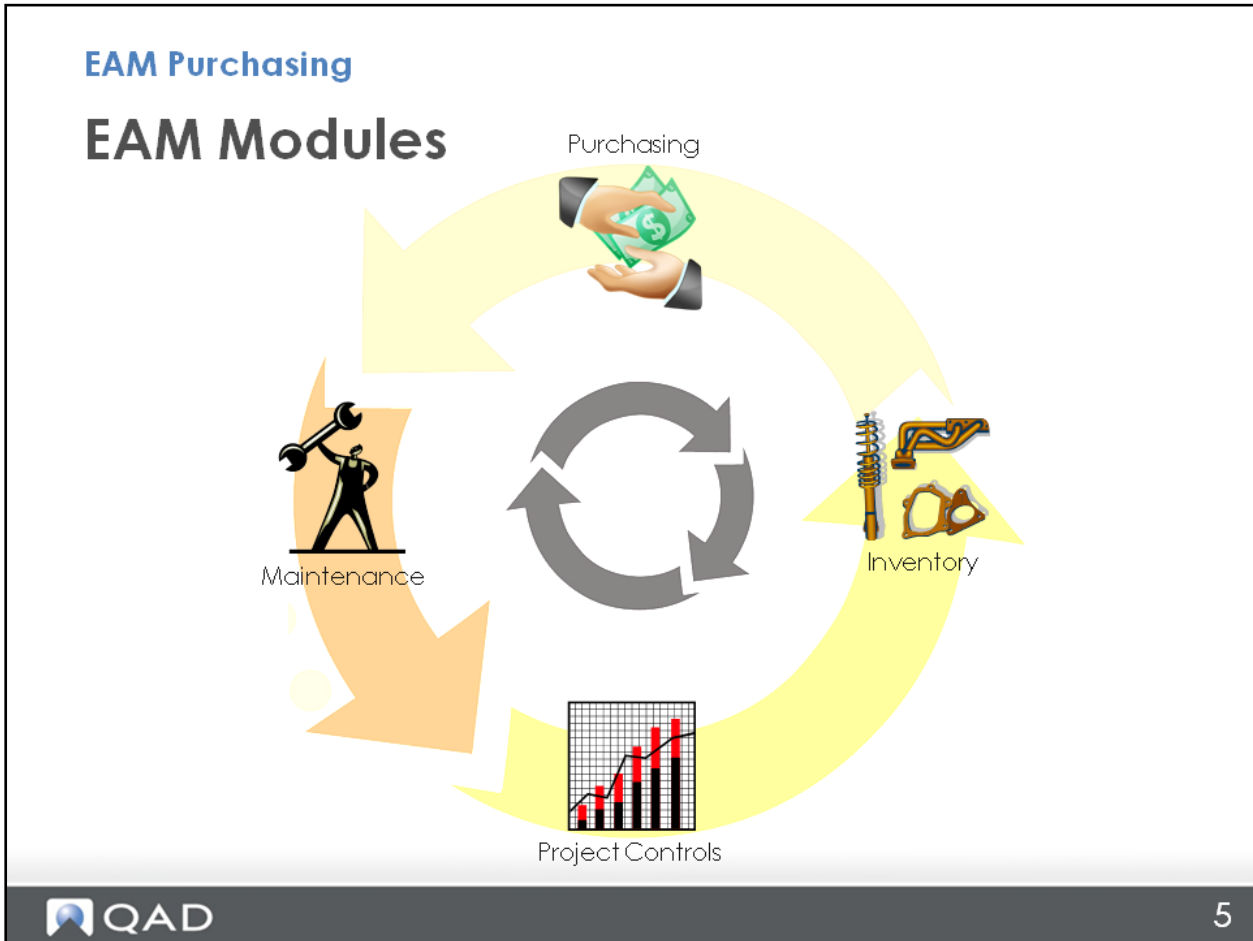 EAM Purchasing
EAM Modules
Purchasing
$
Maintenance
Inventory
Project Controls
QAD
5